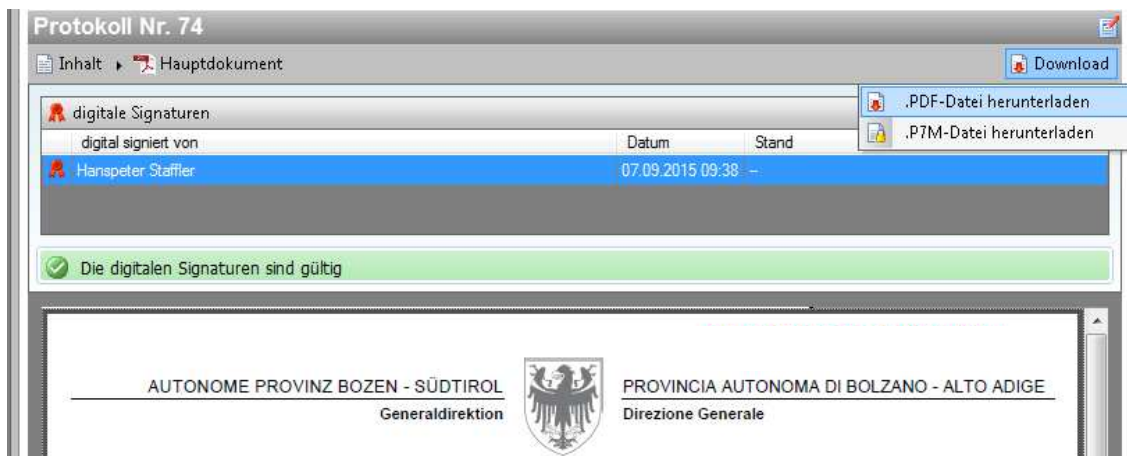 Protokoll Nr. 74
Inhalt Hauptdokument Download
.PDF-Datei herunterladen
.P7M-Datei herunterladen
digitale Signaturen
digital signiert von Datum Stand
Hanspeter Staffler 07.09.2015 09:38 –
Die digitalen Signaturen sind gültig
AUTONOME PROVINZ BOZEN - SÜDTIROL PROVINCIA AUTONOMA DI BOLZANO - ALTO ADIGE
Generaldirektion Direzione Generale